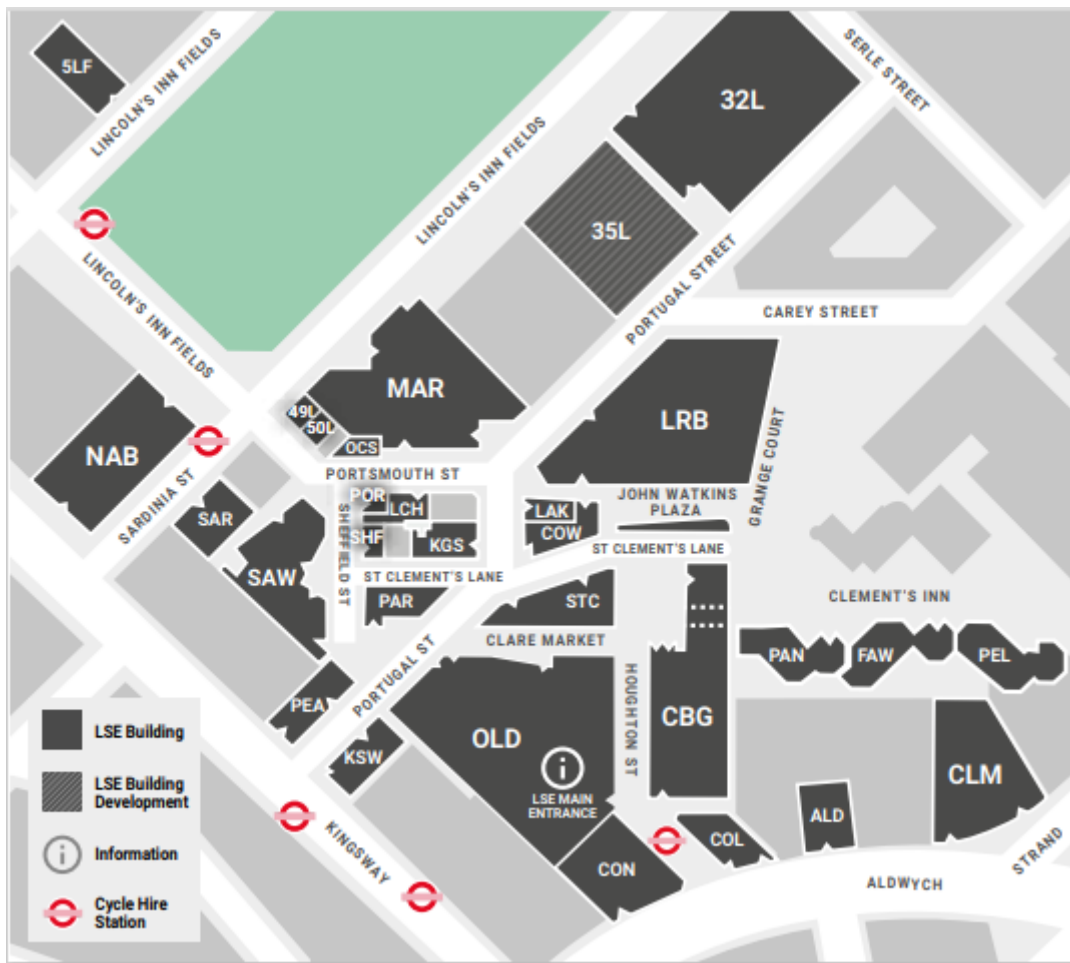 5LF
LINCOLN'S INN FIELDS
SERLE STREET
32L
LINCOLN'S INN FIELDS
35L
LINCOLN'S INN FIELDS
PORTUGAL STREET
CAREY STREET
MAR
49L
50L
OCS
LRB
GRANGE COURT
NAB
SARDINIA ST
PORTSMOUTH ST
POR
LCH
JOHN WATKINS
PLAZA
LAK
COW
SAR
SHEFFIELD ST
SHF
KGS
ST CLEMENT'S LANE
SAW
ST CLEMENT'S LANE
PAR
STC
CLEMENT'S INN
CLARE MARKET
PAN
FAW
PEL
PORTUGAL ST
HOUGHTON ST
PEA
OLD
CBG
KSW
LSE MAIN
ENTRANCE
CLM
ALD
COL
CON
KINGSWAY
ALDWYCH
STRAND
LSE Building
LSE Building
Development
Information
Cycle Hire
Station